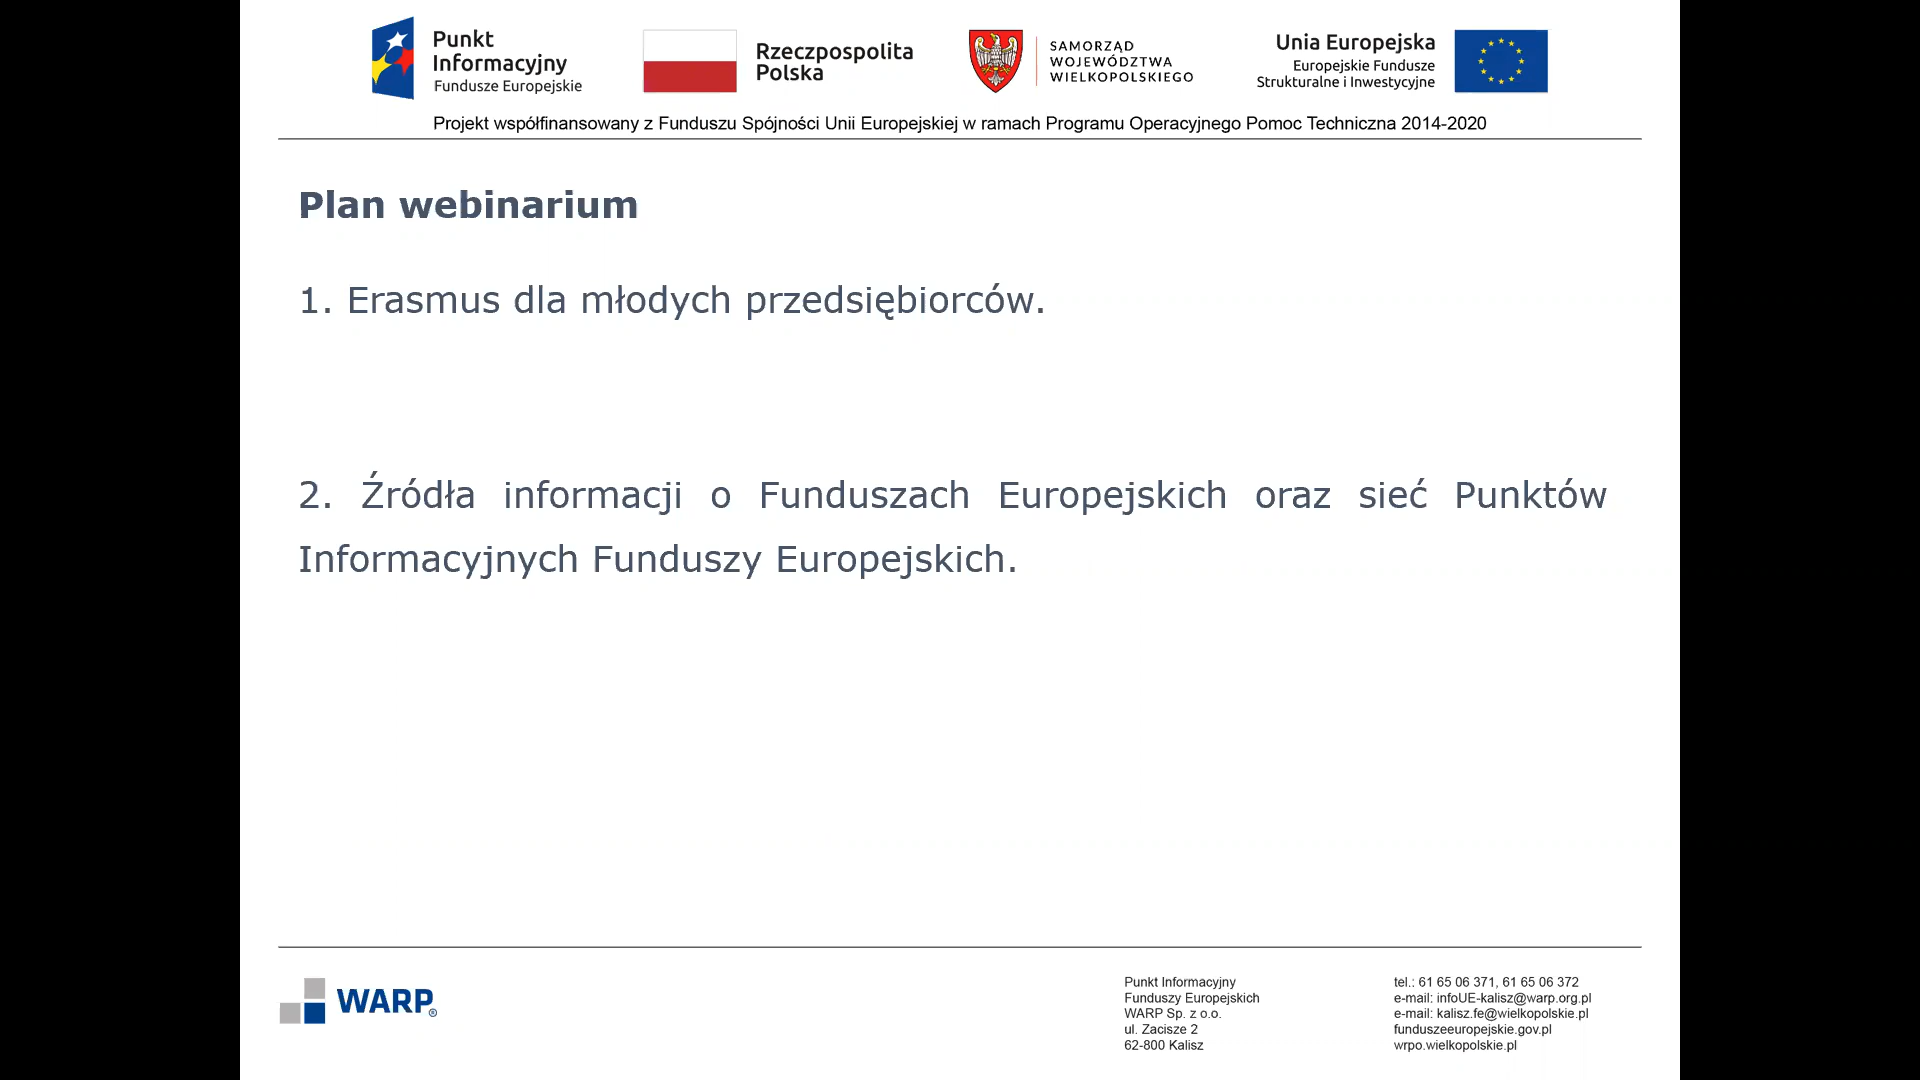 Punkt
Informacyjny
Fundusze Europejskie
Rzeczpospolita
Polska
SAMORZĄD
WOJEWÓDZTWA
WIELKOPOLSKIEGO
Unia Europejska
Europejskie Fundusze
Strukturalne i Inwestycyjne
Projekt współfinansowany z Funduszu Spójności Unii Europejskiej w ramach Programu Operacyjnego Pomoc Techniczna 2014-2020
Plan webinarium
1. Erasmus dla młodych przedsiębiorców.
2. Źródła informacji o Funduszach Europejskich oraz sieć Punktów
Informacyjnych Funduszy Europejskich.
WARP®
Punkt Informacyjny
Funduszy Europejskich
WARP Sp. z o.o.
ul. Zacisze 2
62-800 Kalisz
tel.: 61 65 06 371, 61 65 06 372
e-mail: infoUE-kalisz@warp.org.pl
e-mail: kalisz.fe@wielkopolskie.pl
funduszeeuropejskie.gov.pl
wrpo.wielkopolskie.pl